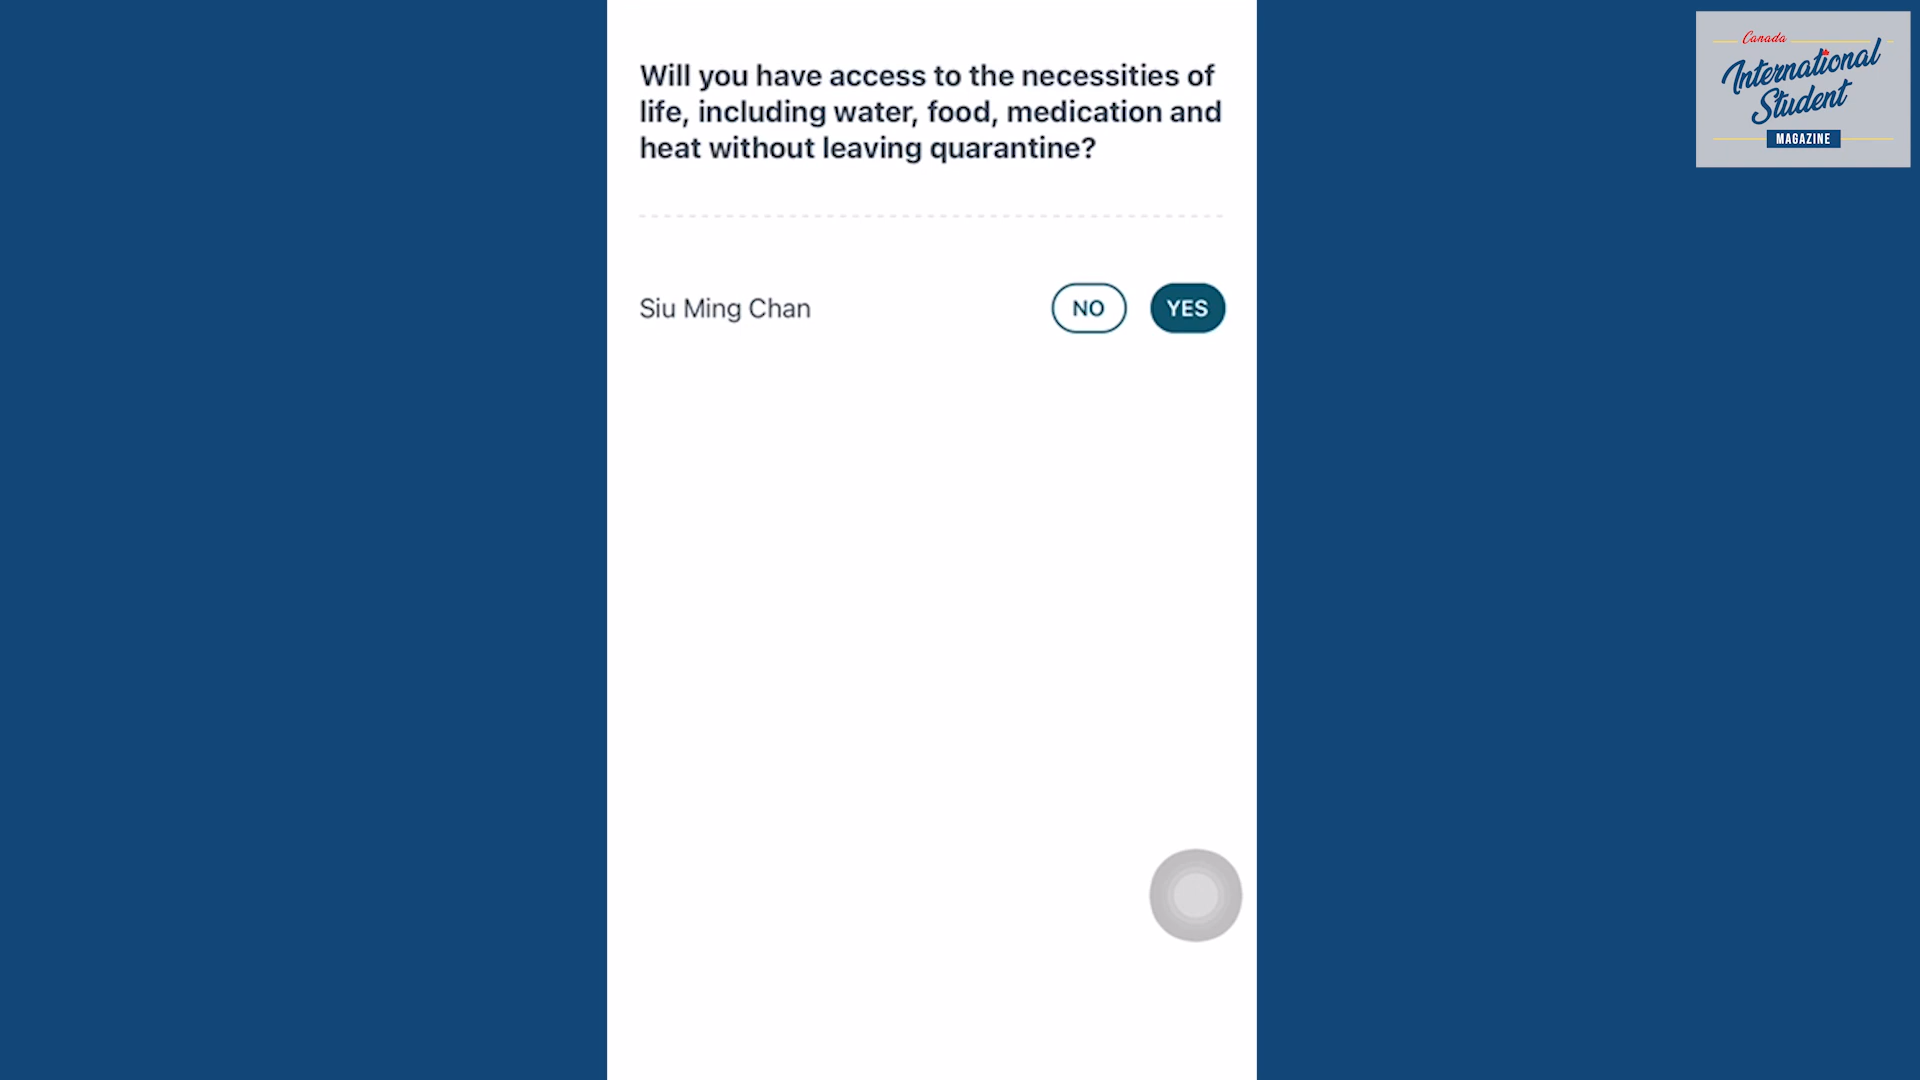 Will you have access to the necessities of
life, including water, food, medication and
heat without leaving quarantine?
Siu Ming Chan
NO
YES
Canada
International
Student
MAGAZINE